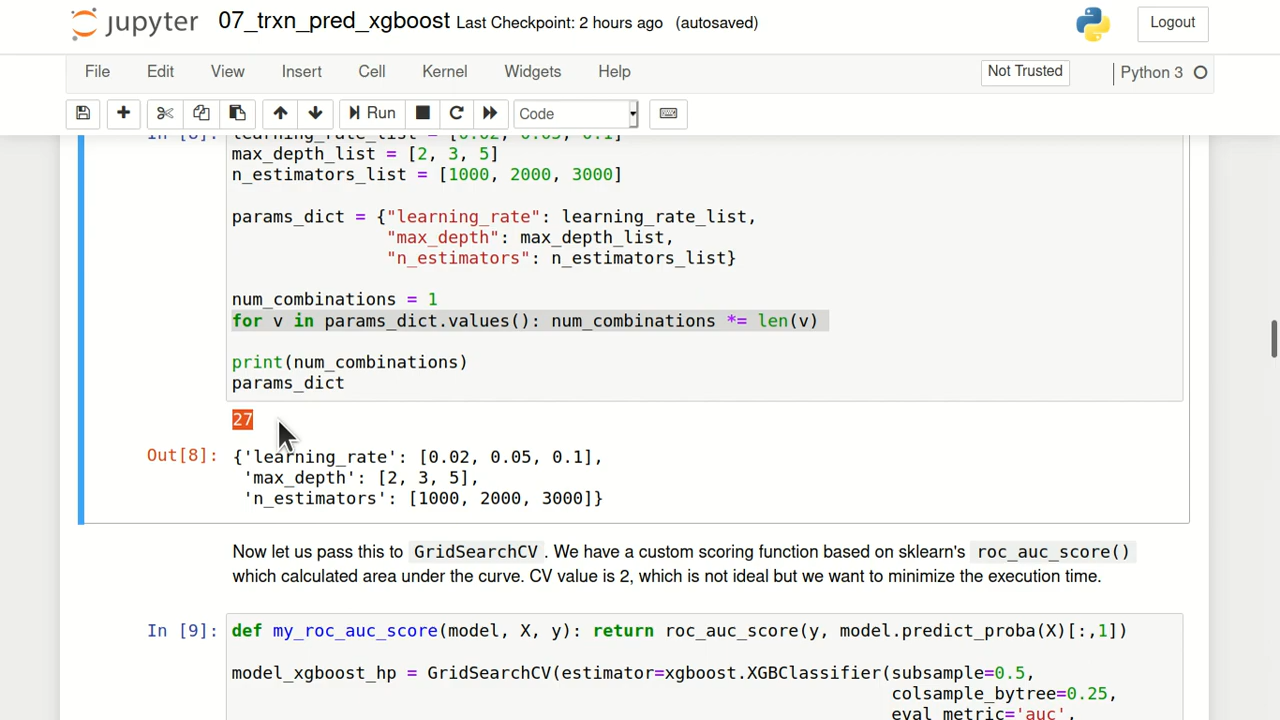 jupyter 07_trxn_pred_xgboost Last Checkpoint: 2 hours ago (autosaved)
Logout
File Edit View Insert Cell Kernel Widgets Help
Not Trusted
Python 3
Run
Code
In [8]: learning_rate_list = [0.02, 0.05, 0.1]
max_depth_list = [2, 3, 5]
n_estimators_list = [1000, 2000, 3000]
params_dict = {"learning_rate": learning_rate_list,
"max_depth": max_depth_list,
"n_estimators": n_estimators_list}
num_combinations = 1
for v in params_dict.values(): num_combinations *= len(v)
print(num_combinations)
params_dict
27
Out[8]: {'learning_rate': [0.02, 0.05, 0.1],
'max_depth': [2, 3, 5],
'n_estimators': [1000, 2000, 3000]}
Now let us pass this to GridSearchCV. We have a custom scoring function based on sklearn's roc_auc_score()
which calculated area under the curve. CV value is 2, which is not ideal but we want to minimize the execution time.
In [9]: def my_roc_auc_score(model, X, y): return roc_auc_score(y, model.predict_proba(X)[:,1])
model_xgboost_hp = GridSearchCV(estimator=xgboost.XGBClassifier(subsample=0.5,
colsample_bytree=0.25,
eval_metric='auc',